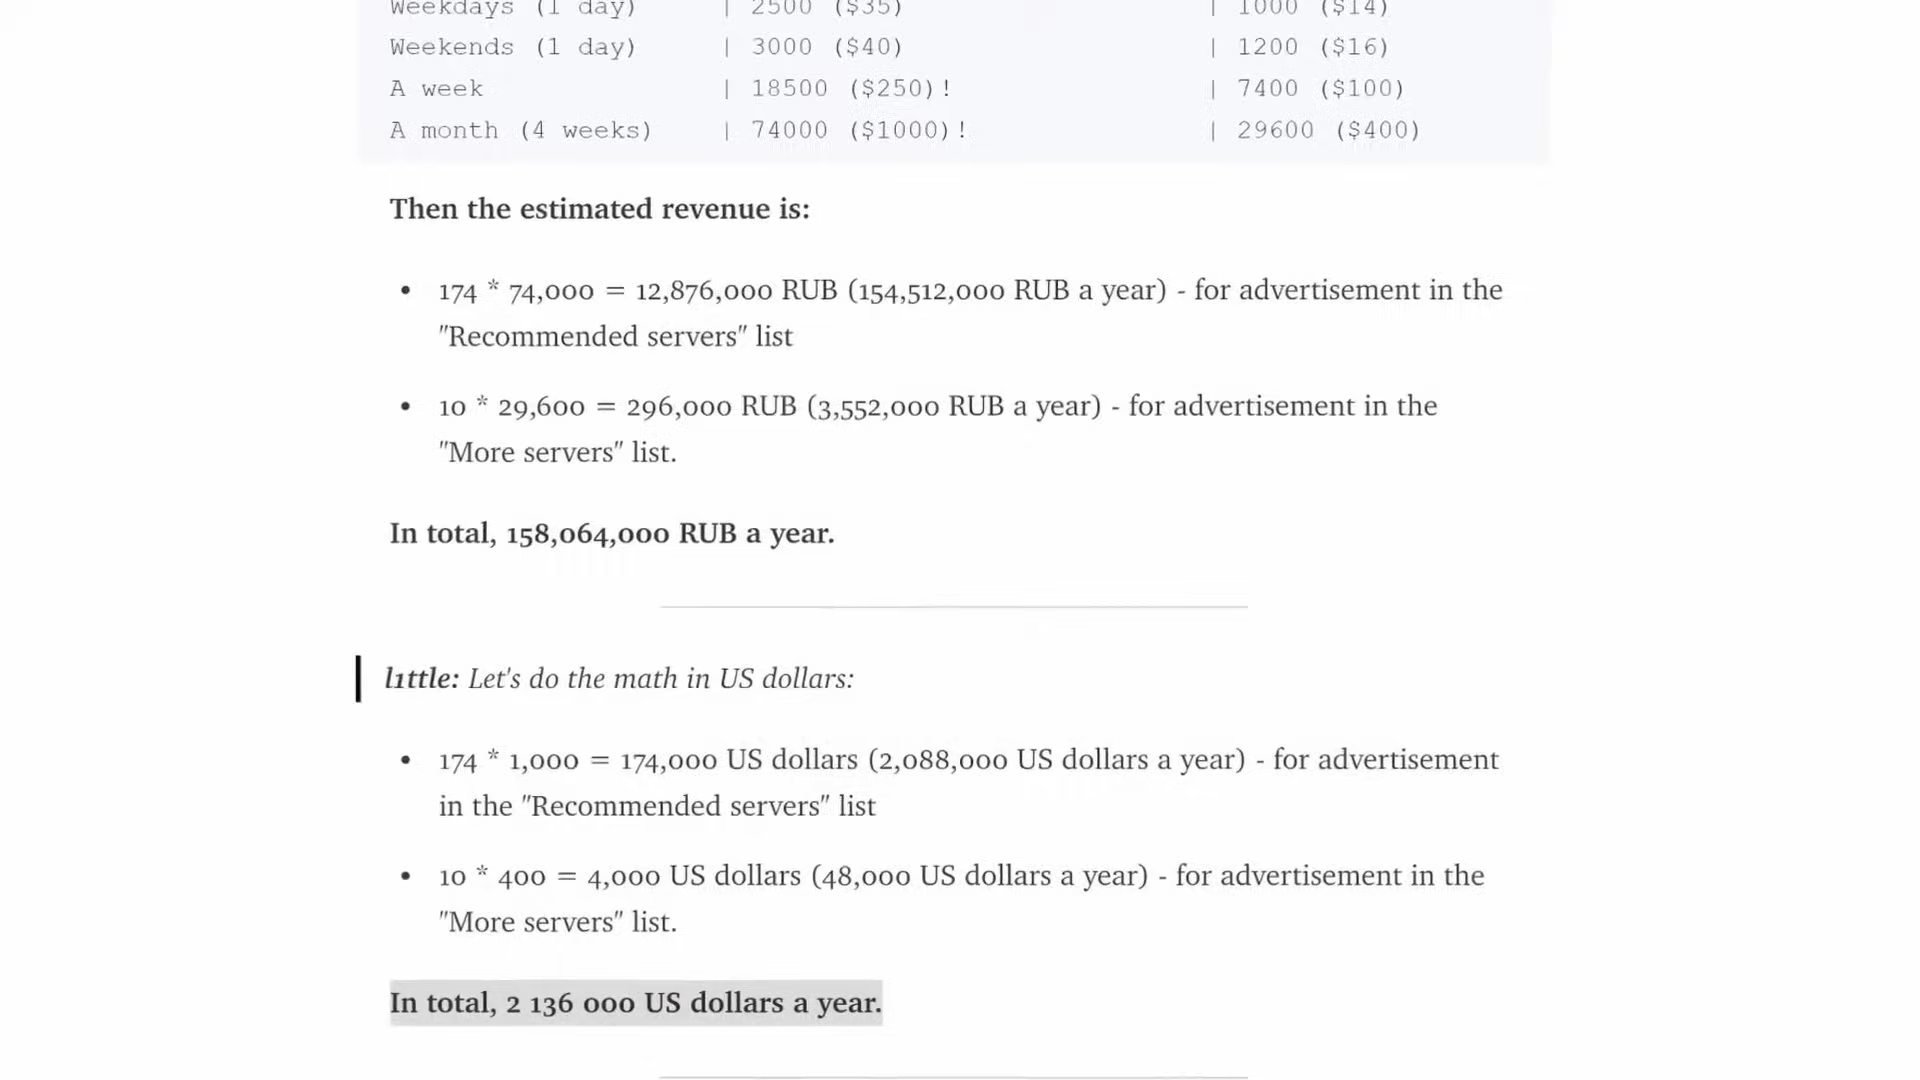 Weekdays (1 day) | 2500 ($35) | 1000 ($14)
Weekends (1 day) | 3000 ($40) | 1200 ($16)
A week | 18500 ($250)! | 7400 ($100)
A month (4 weeks) | 74000 ($1000)! | 29600 ($400)
Then the estimated revenue is:
• 174 * 74,000 = 12,876,000 RUB (154,512,000 RUB a year) - for advertisement in the
"Recommended servers" list
• 10 * 29,600 = 296,000 RUB (3,552,000 RUB a year) - for advertisement in the
"More servers" list.
In total, 158,064,000 RUB a year.
l1ttle: Let's do the math in US dollars:
• 174 * 1,000 = 174,000 US dollars (2,088,000 US dollars a year) - for advertisement
in the "Recommended servers" list
• 10 * 400 = 4,000 US dollars (48,000 US dollars a year) - for advertisement in the
"More servers" list.
In total, 2 136 000 US dollars a year.